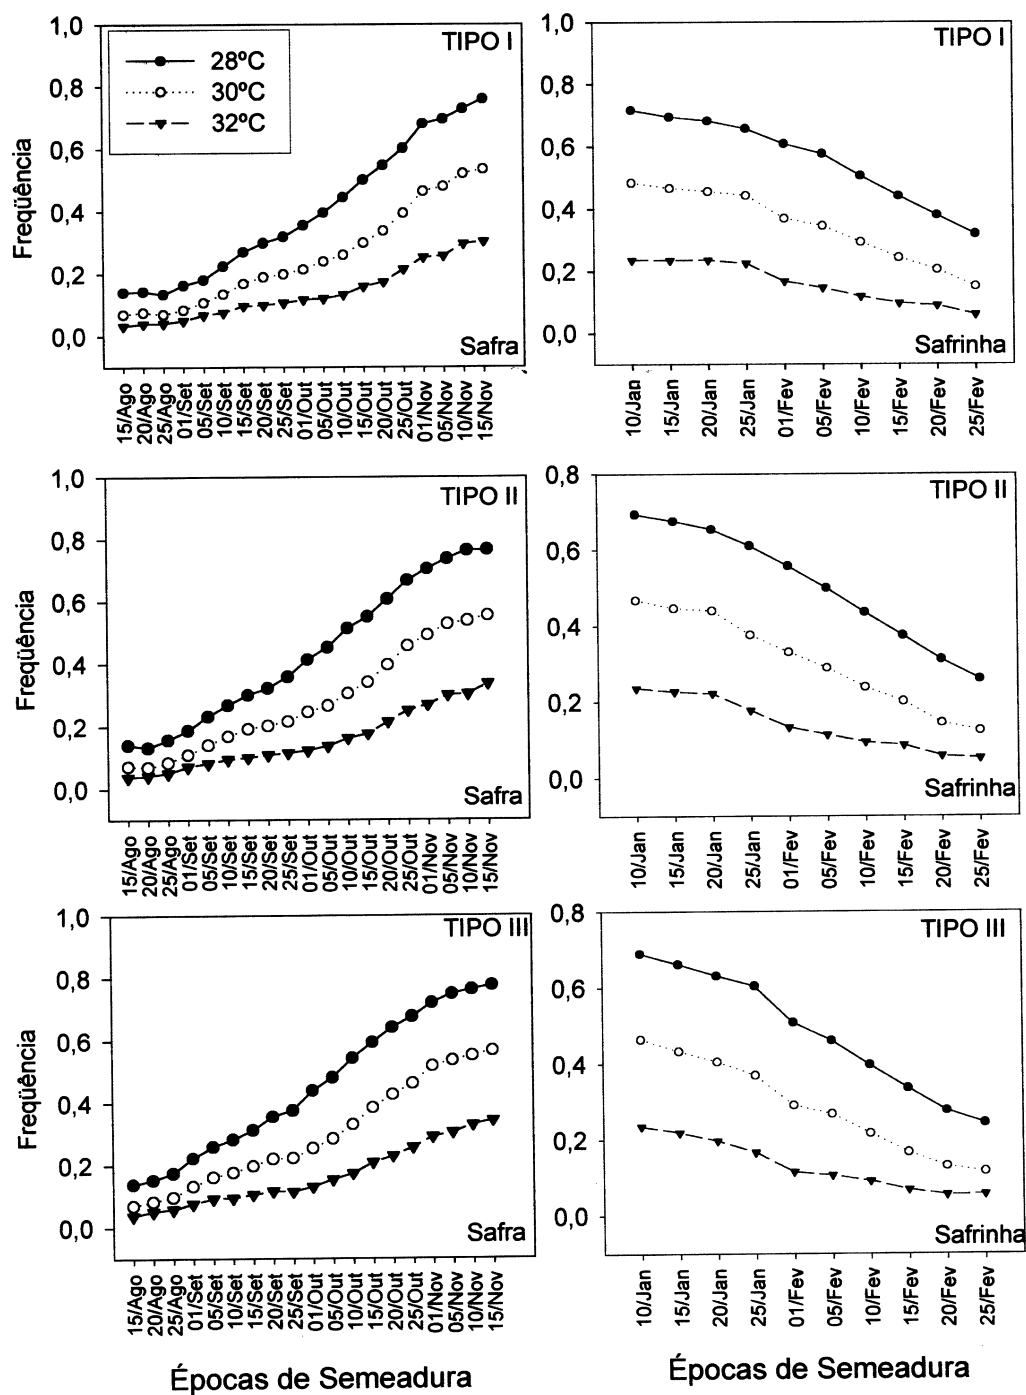 1,0
TIPO I
28ºC
30ºC
32ºC
0,8
0,6
0,4
0,2
0,0
Freqüência
Safra
15/Ago
20/Ago
25/Ago
01/Set
05/Set
10/Set
15/Set
20/Set
25/Set
01/Out
05/Out
10/Out
15/Out
20/Out
25/Out
01/Nov
05/Nov
10/Nov
15/Nov
1,0
TIPO I
0,8
0,6
0,4
0,2
0,0
Safrinha
10/Jan
15/Jan
20/Jan
25/Jan
01/Fev
05/Fev
10/Fev
15/Fev
20/Fev
25/Fev
1,0
TIPO II
0,8
0,6
0,4
0,2
0,0
Freqüência
Safra
15/Ago
20/Ago
25/Ago
01/Set
05/Set
10/Set
15/Set
20/Set
25/Set
01/Out
05/Out
10/Out
15/Out
20/Out
25/Out
01/Nov
05/Nov
10/Nov
15/Nov
0,8
TIPO II
0,6
0,4
0,2
0,0
Safrinha
10/Jan
15/Jan
20/Jan
25/Jan
01/Fev
05/Fev
10/Fev
15/Fev
20/Fev
25/Fev
1,0
TIPO III
0,8
0,6
0,4
0,2
0,0
Freqüência
Safra
15/Ago
20/Ago
25/Ago
01/Set
05/Set
10/Set
15/Set
20/Set
25/Set
01/Out
05/Out
10/Out
15/Out
20/Out
25/Out
01/Nov
05/Nov
10/Nov
15/Nov
Épocas de Semeadura
0,8
TIPO III
0,6
0,4
0,2
0,0
Safrinha
10/Jan
15/Jan
20/Jan
25/Jan
01/Fev
05/Fev
10/Fev
15/Fev
20/Fev
25/Fev
Épocas de Semeadura